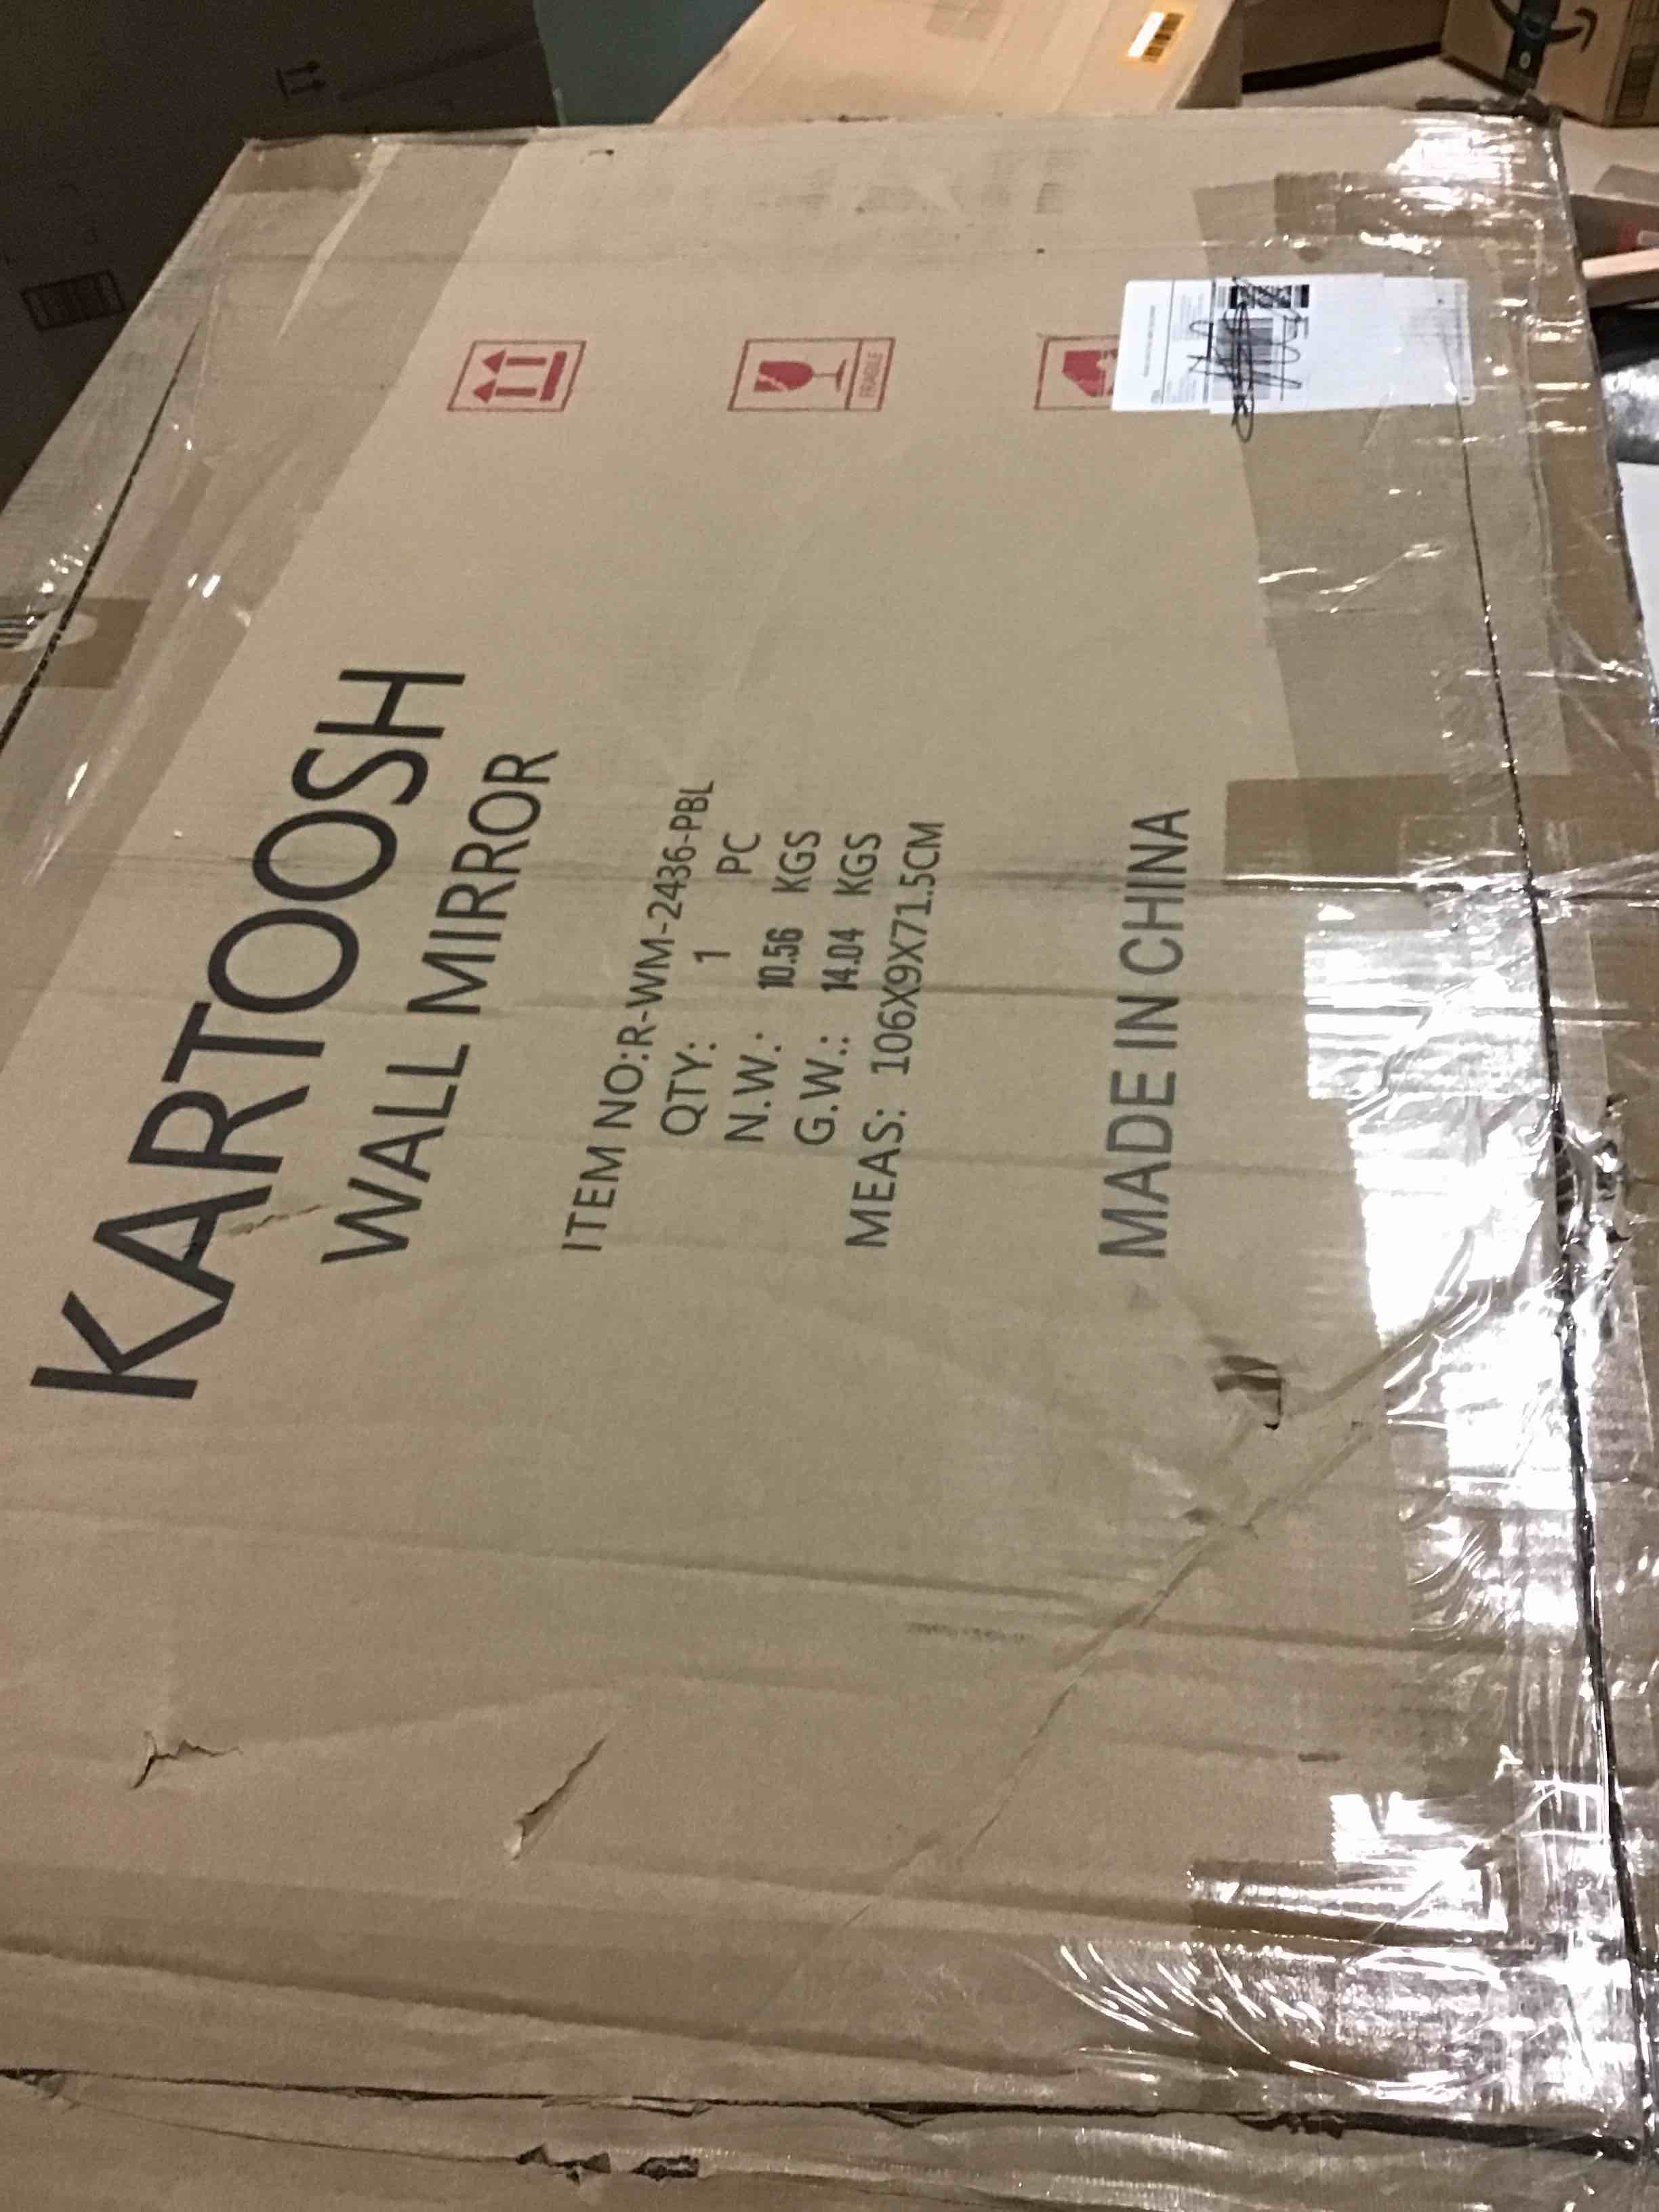 KARTOOSH
WALL MIRROR
ITEM NO:R-WM-2436-PBL
QTY: 1 PC
N.W.: 10.56 KGS
G.W.: 14.04 KGS
MEAS: 106X9X71.5CM
MADE IN CHINA
FRAGILE